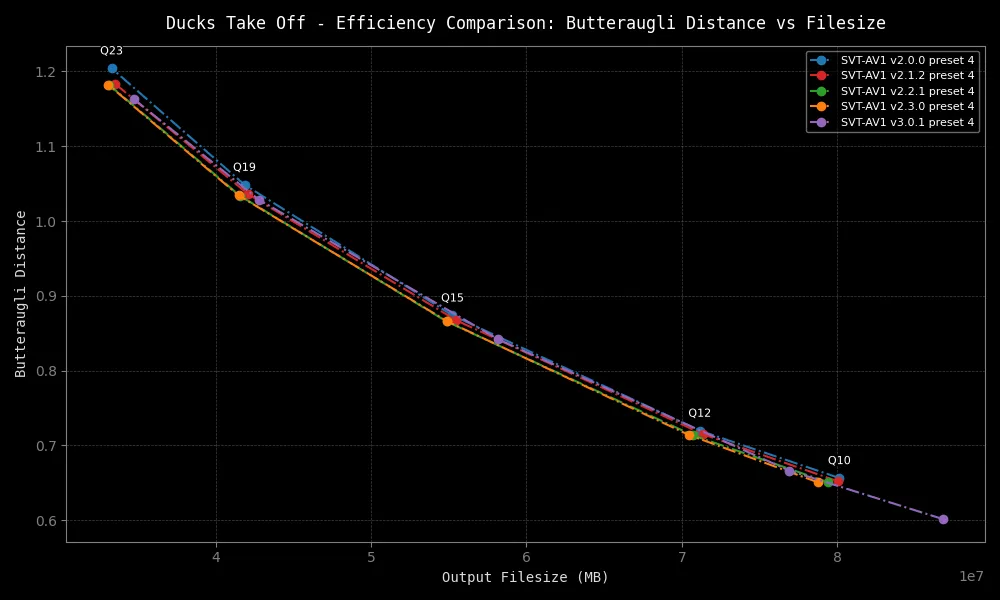 Ducks Take Off - Efficiency Comparison: Butteraugli Distance vs Filesize
Q23
SVT-AV1 v2.0.0 preset 4
SVT-AV1 v2.1.2 preset 4
SVT-AV1 v2.2.1 preset 4
SVT-AV1 v2.3.0 preset 4
SVT-AV1 v3.0.1 preset 4
1.2
1.1
Q19
1.0
0.9
Q15
0.8
Q12
0.7
Q10
0.6
Butteraugli Distance
4 5 6 7 8
1e7
Output Filesize (MB)